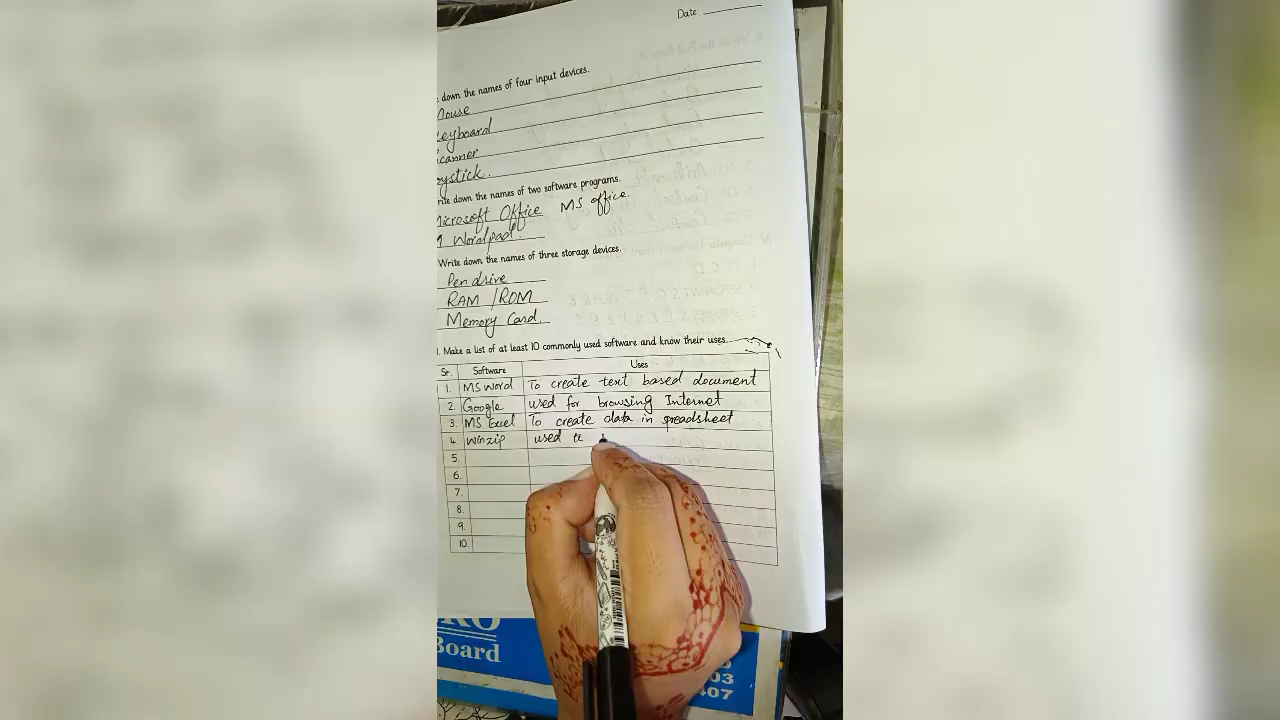 Date:
down the names of four input devices.
Mouse
Keyboard
Scanner
Joystick.
down the names of two software programs.
Microsoft Office MS office.
Wordpad.
Write down the names of three storage devices.
Pen drive
RAM / ROM
Memory Card.
Make a list of at least 10 commonly used software and know their uses.
Sr. Software Uses
1. MS Word To create text based document
2. Google used for browsing Internet
3. MS Excel To create data in spreadsheet
4. Winzip used te
5.
6.
7.
8.
9.
10.
Board
03
407